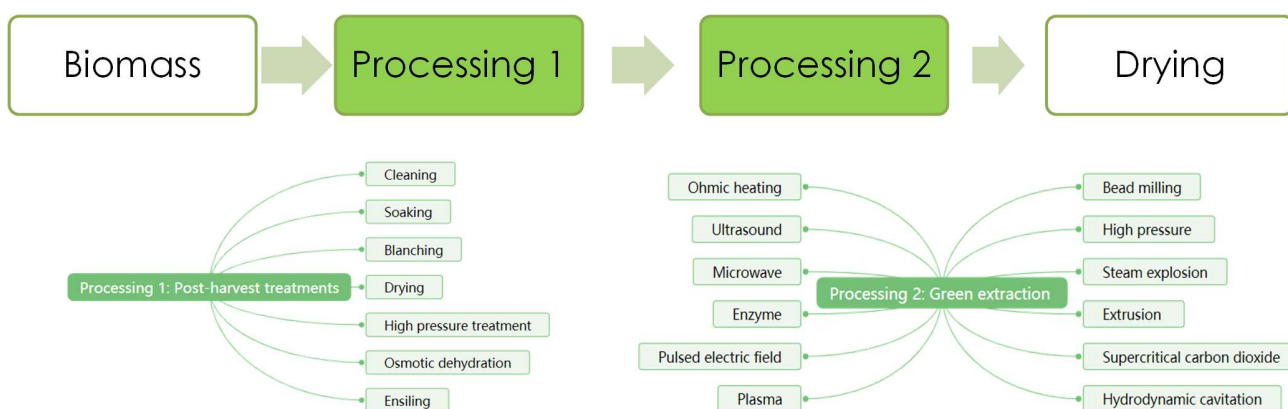 Biomass
Processing 1
Processing 2
Drying
Processing 1: Post-harvest treatments
Cleaning
Soaking
Blanching
Drying
High pressure treatment
Osmotic dehydration
Ensiling
Processing 2: Green extraction
Ohmic heating
Ultrasound
Microwave
Enzyme
Pulsed electric field
Plasma
Bead milling
High pressure
Steam explosion
Extrusion
Supercritical carbon dioxide
Hydrodynamic cavitation